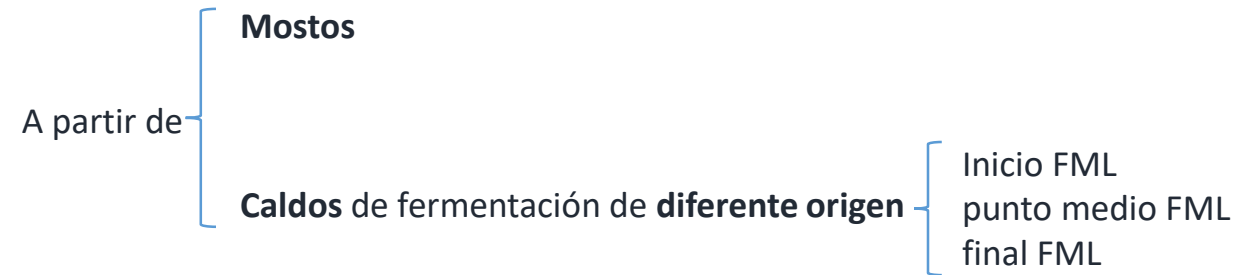 Mostos
A partir de
Caldos de fermentación de diferente origen
Inicio FML
punto medio FML
final FML